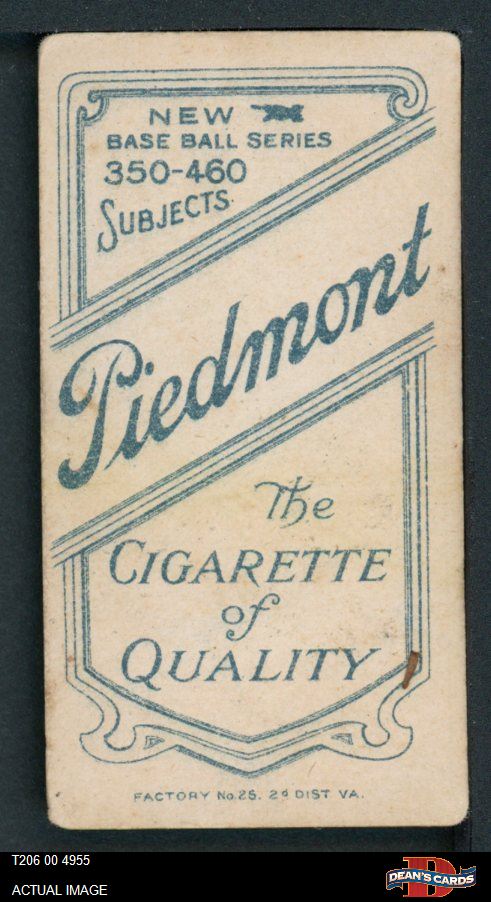 NEW
BASE BALL SERIES
350-460
SUBJECTS
Piedmont
The
CIGARETTE
of
QUALITY
FACTORY No.25. 2d DIST. VA.
T206 00 4955
ACTUAL IMAGE
DEAN'S CARDS